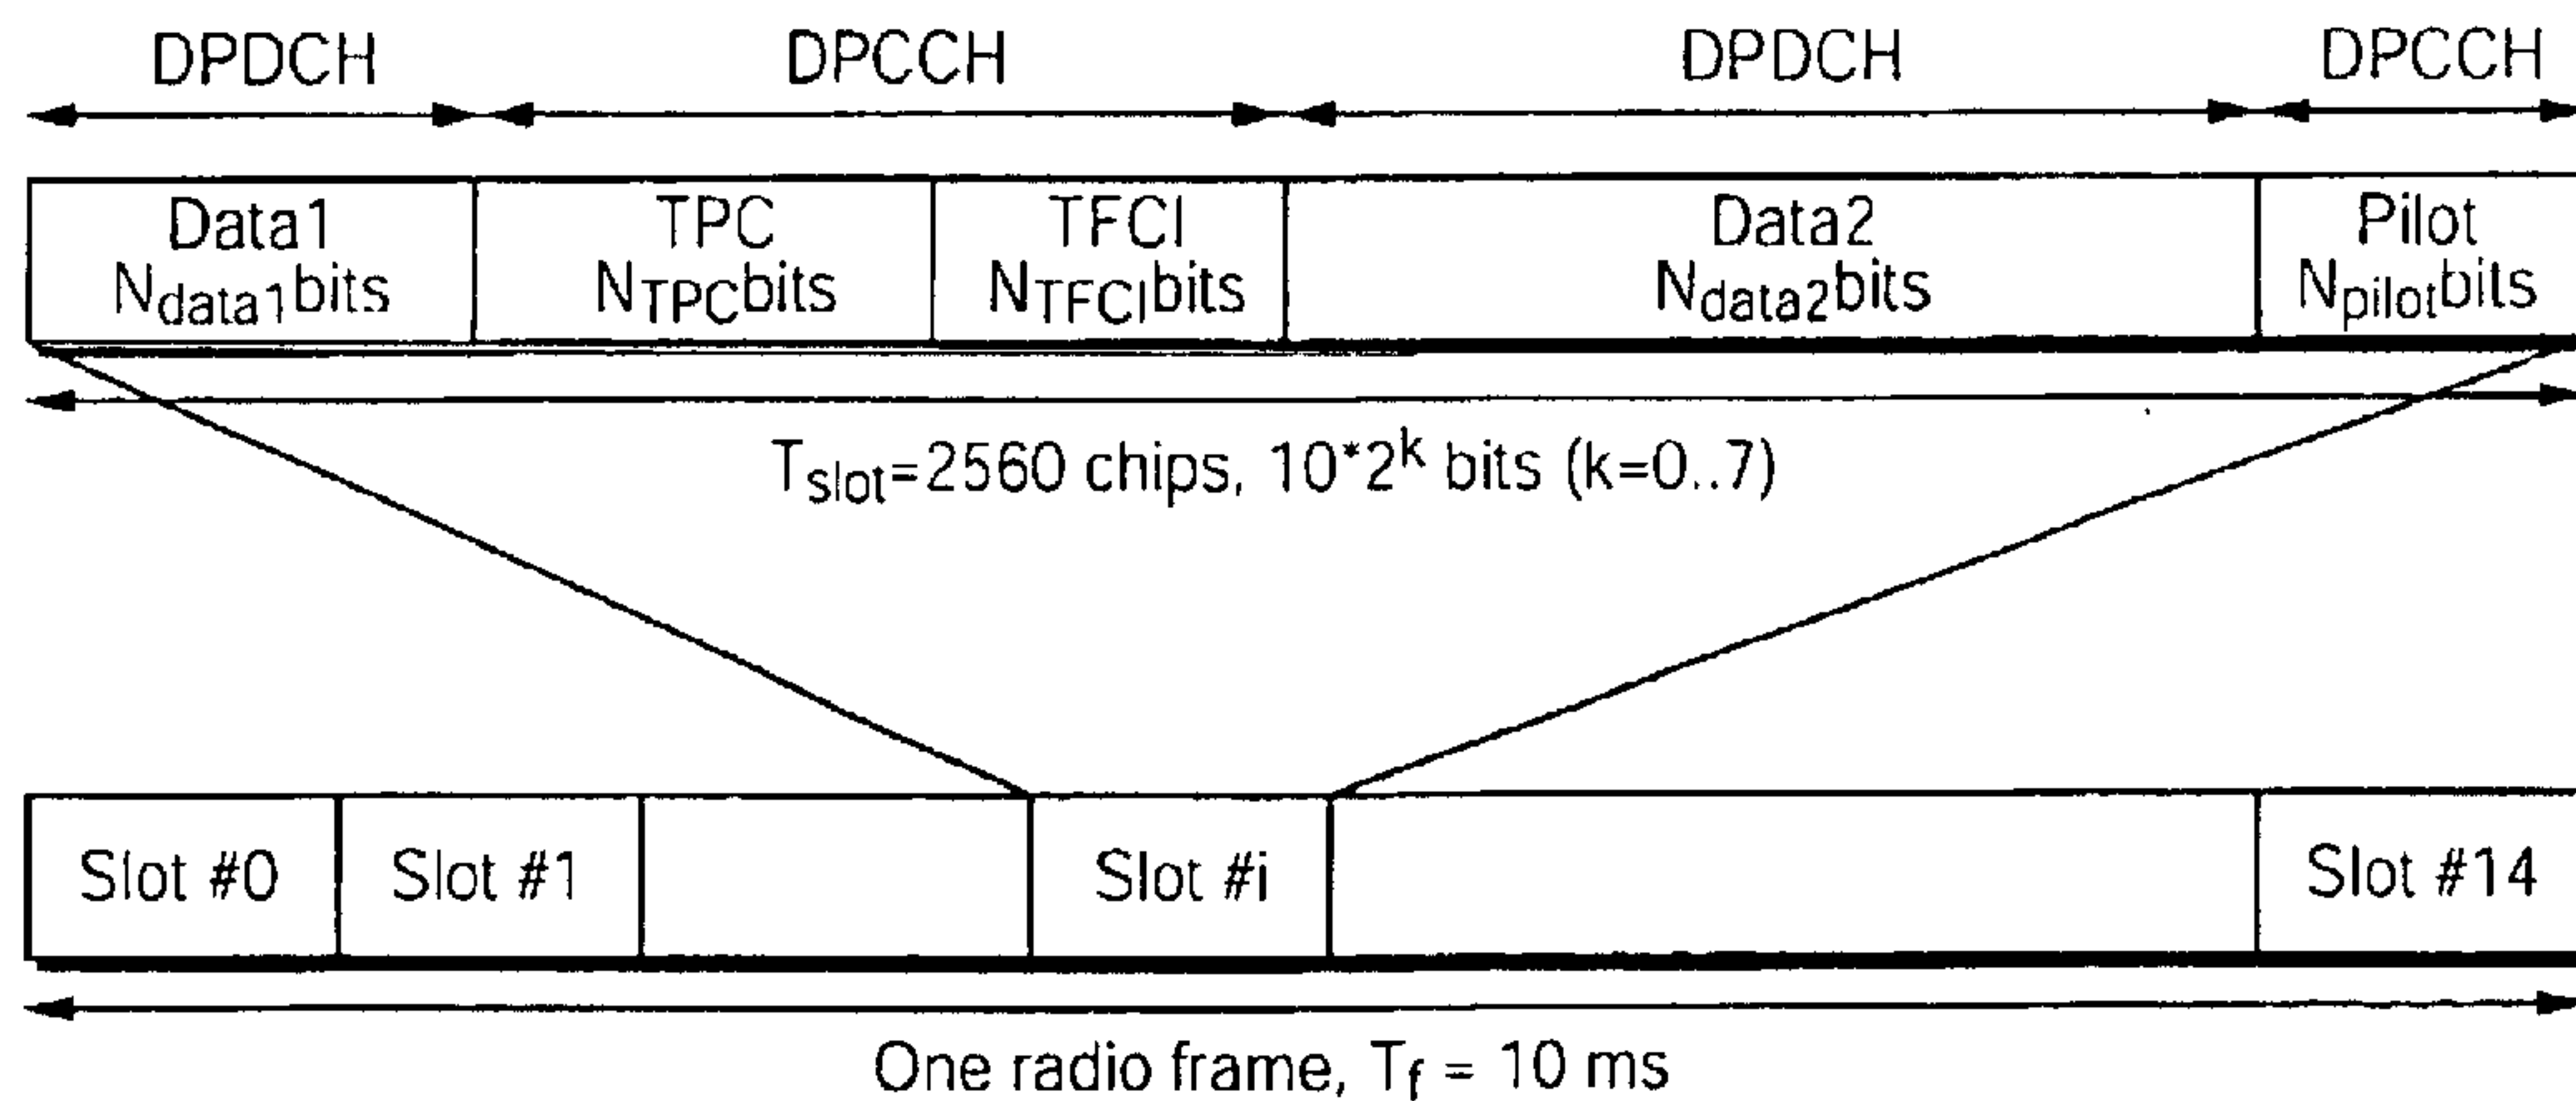 DPDCH DPCCH DPDCH DPCCH
Data1 TPC TFCI Data2 Pilot
Ndata1bits NTPCbits NTFCIbits Ndata2bits Npilotbits
Tslot=2560 chips, 10*2^k bits (k=0..7)
Slot #0 Slot #1 Slot #i Slot #14
One radio frame, Tf = 10 ms